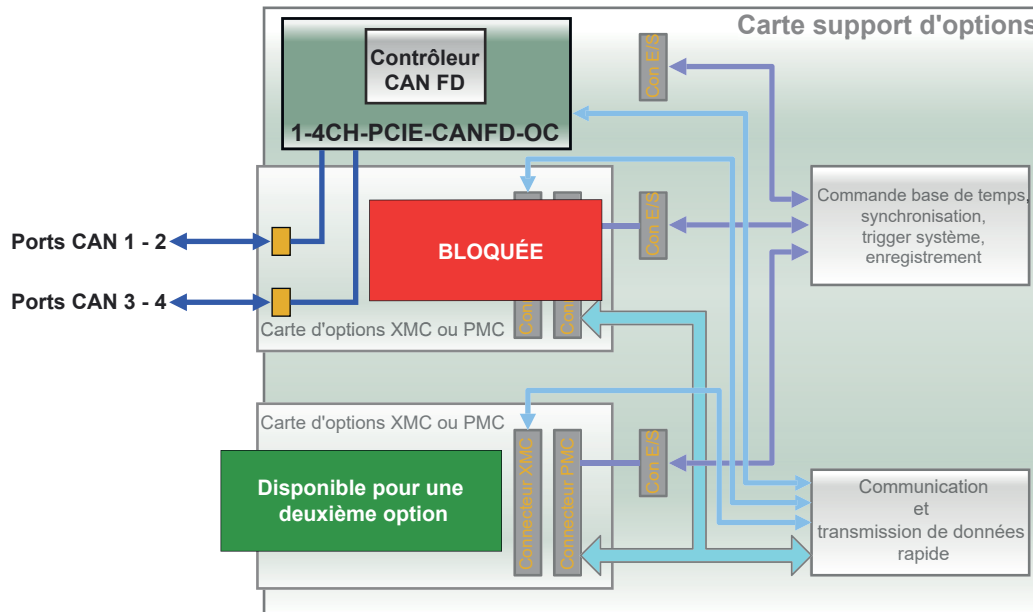 Carte support d'options
Contrôleur
CAN FD
Con E/S
1-4CH-PCIE-CANFD-OC
Commande base de temps,
synchronisation,
trigger système,
enregistrement
Con E/S
Ports CAN 1 - 2
BLOQUÉE
Ports CAN 3 - 4
Con
Con
Carte d'options XMC ou PMC
Carte d'options XMC ou PMC
Connecteur XMC
Connecteur PMC
Con E/S
Disponible pour une
deuxième option
Communication
et
transmission de données
rapide